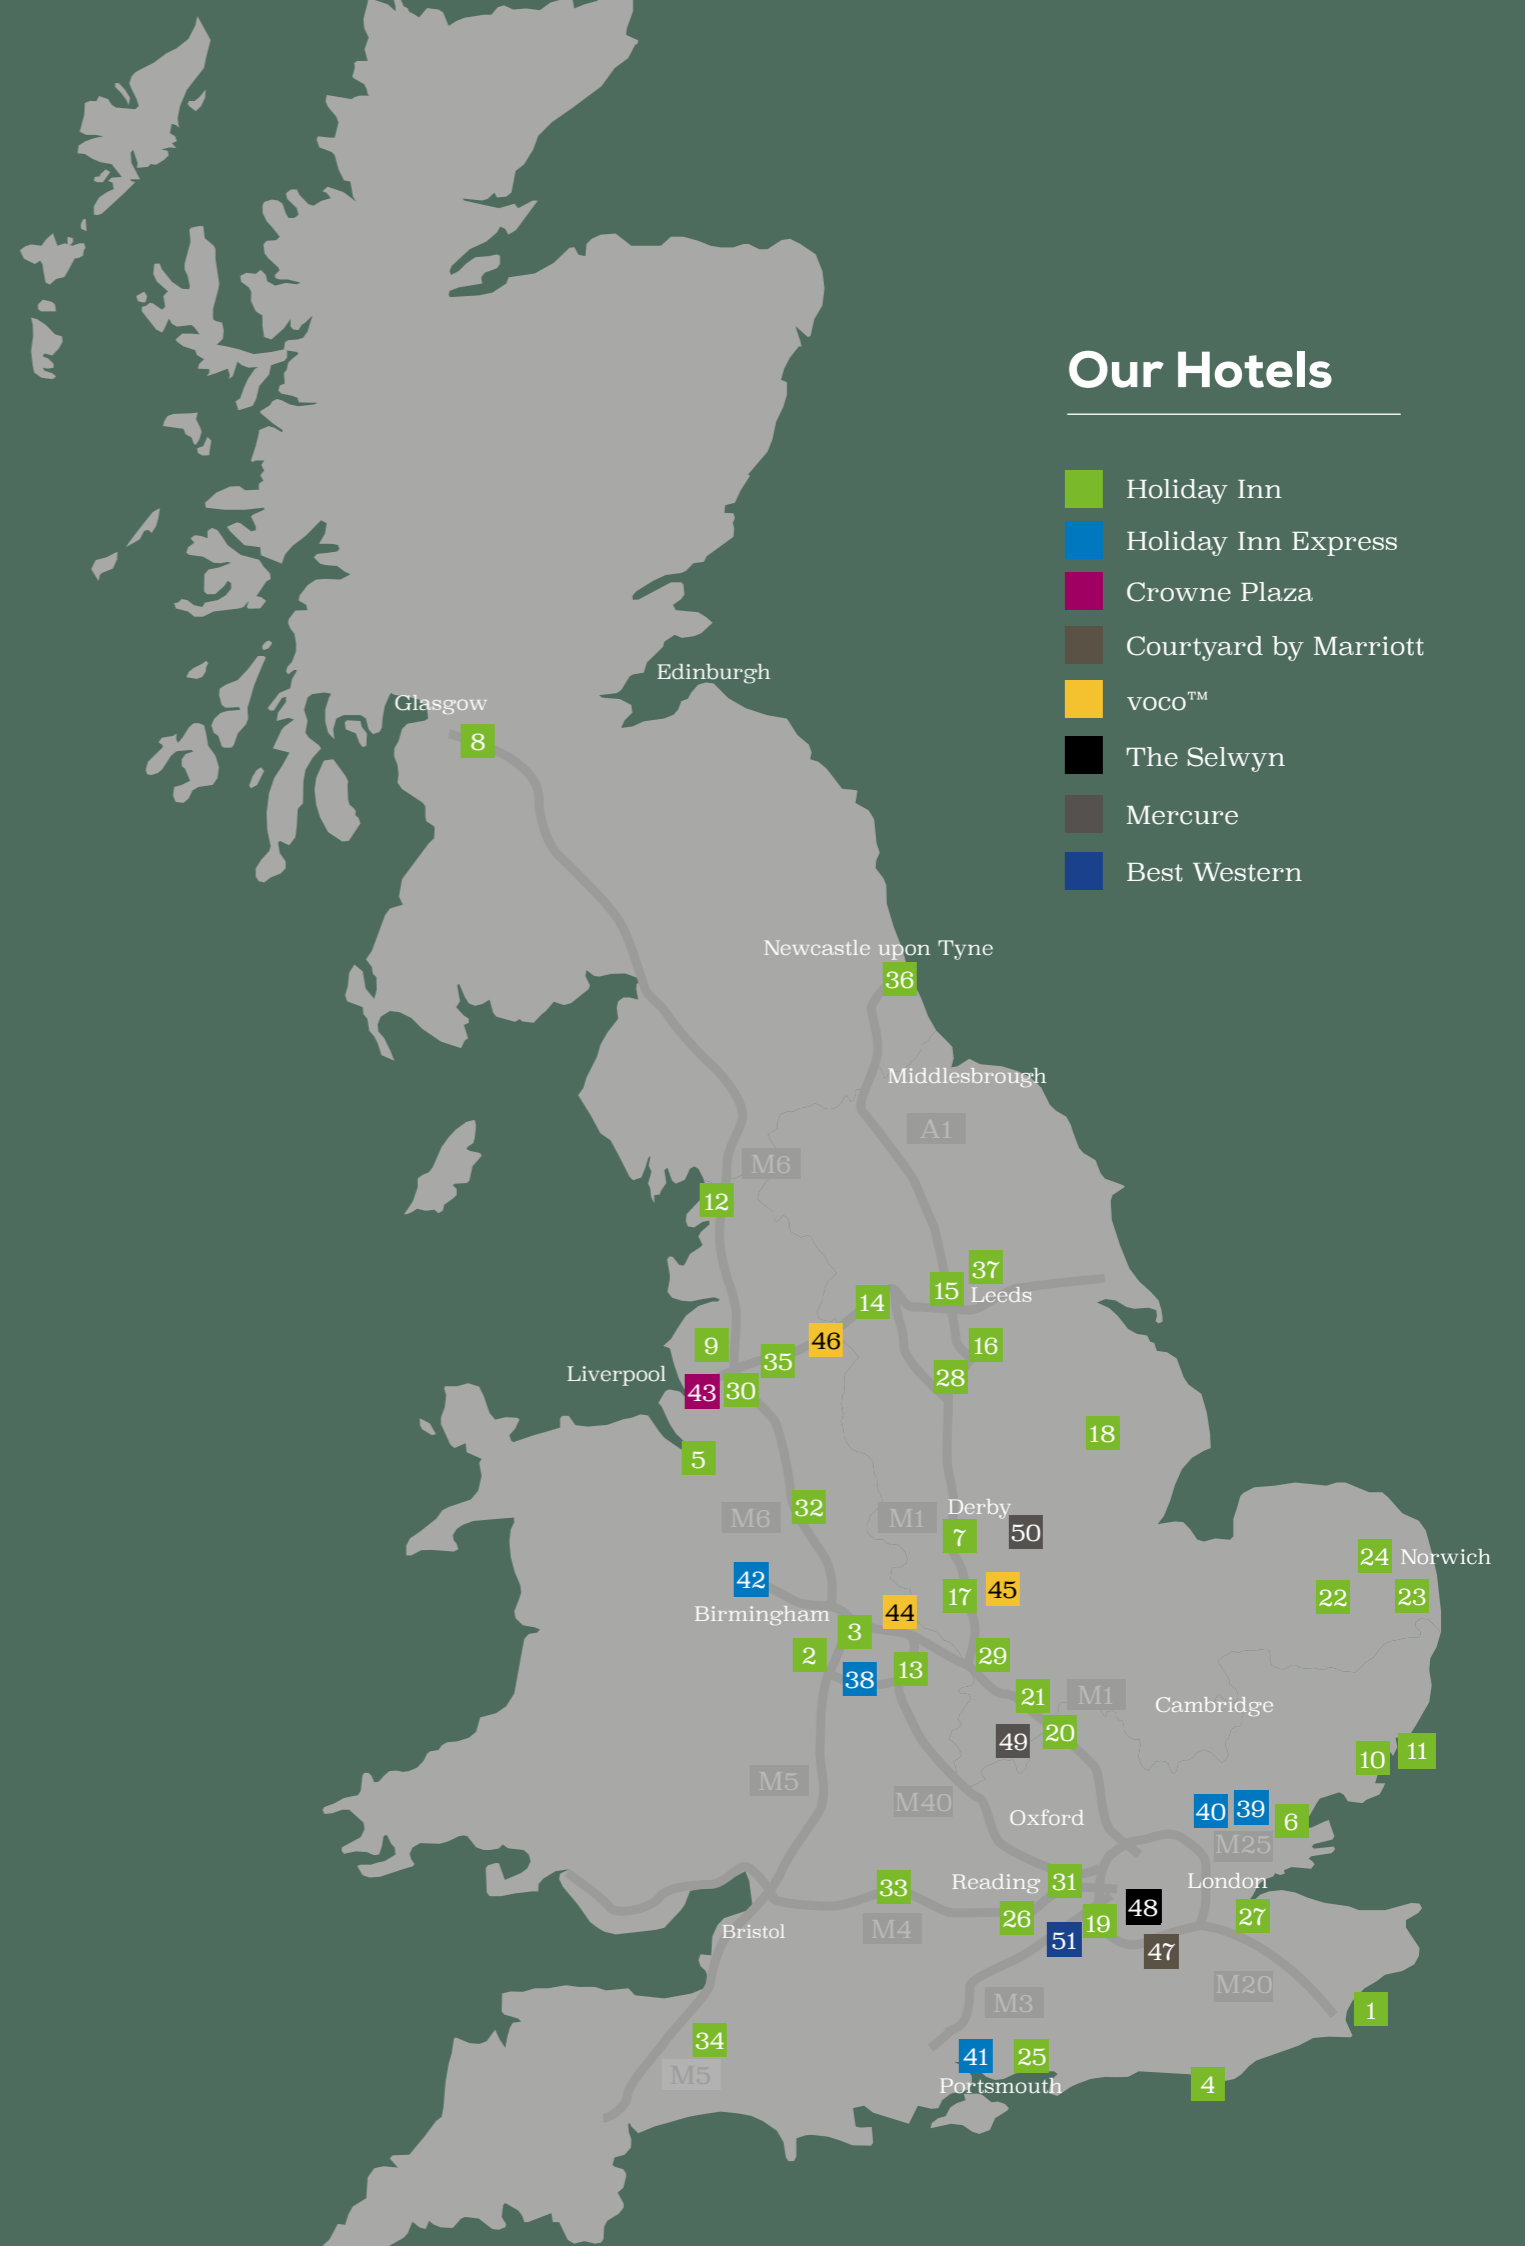 Our Hotels
Holiday Inn
Holiday Inn Express
Crowne Plaza
Courtyard by Marriott
voco™
The Selwyn
Mercure
Best Western
Edinburgh
Glasgow
8
Newcastle upon Tyne
36
Middlesbrough
A1
M6
12
37
15
Leeds
14
46
9
16
35
Liverpool
28
43
30
18
5
32
Derby
M6
M1
50
7
24
Norwich
42
45
17
22
23
44
Birmingham
3
2
29
13
38
21
M1
Cambridge
20
49
11
10
M5
M40
40
39
Oxford
6
M25
Reading
31
London
33
48
27
26
19
Bristol
M4
51
47
M20
M3
1
34
41
25
M5
Portsmouth
4